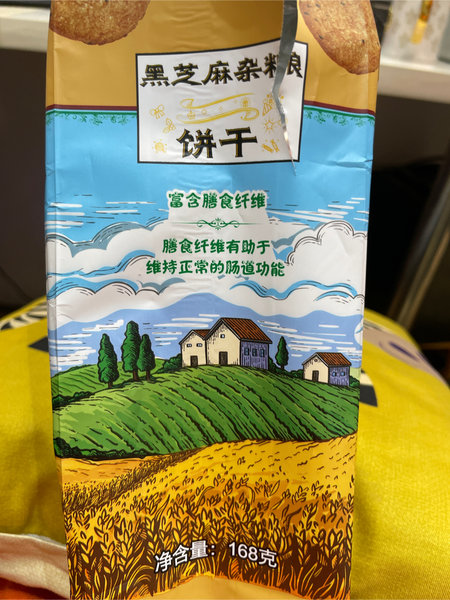 黑芝麻杂粮
饼干
富含膳食纤维
膳食纤维有助于
维持正常的肠道功能
净含量：168克